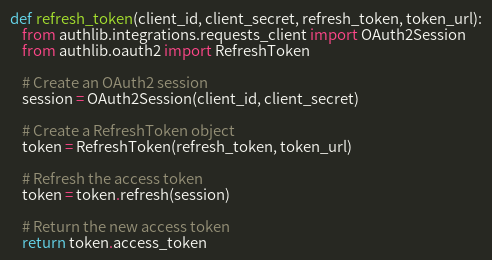 def refresh_token(client_id, client_secret, refresh_token, token_url):
from authlib.integrations.requests_client import OAuth2Session
from authlib.oauth2 import RefreshToken
# Create an OAuth2 session
session = OAuth2Session(client_id, client_secret)
# Create a RefreshToken object
token = RefreshToken(refresh_token, token_url)
# Refresh the access token
token = token.refresh(session)
# Return the new access token
return token.access_token